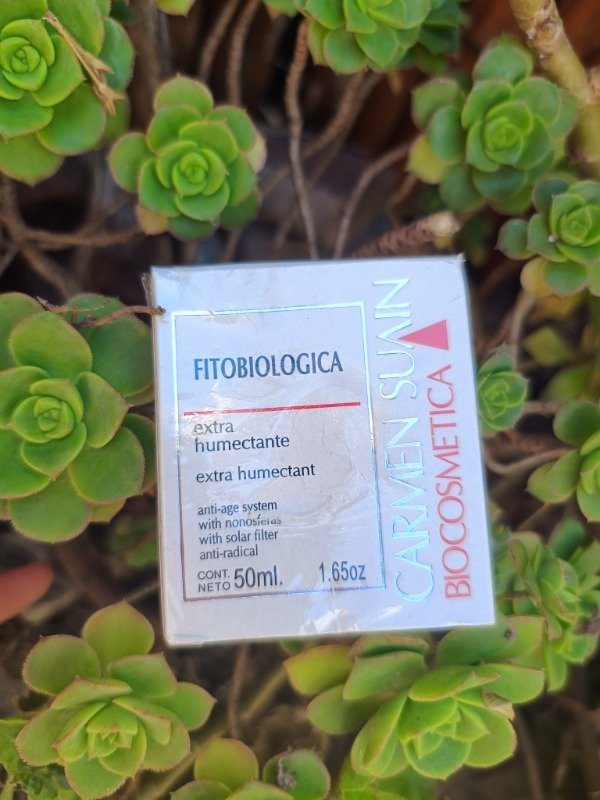 FITOBIOLOGICA
extra
humectante
extra humectant
anti-age system
with nonosferas
with solar filter
anti-radical
CONT.
NETO 50ml. 1.65oz
CARMEN SUAIN
BIOCOSMETICA